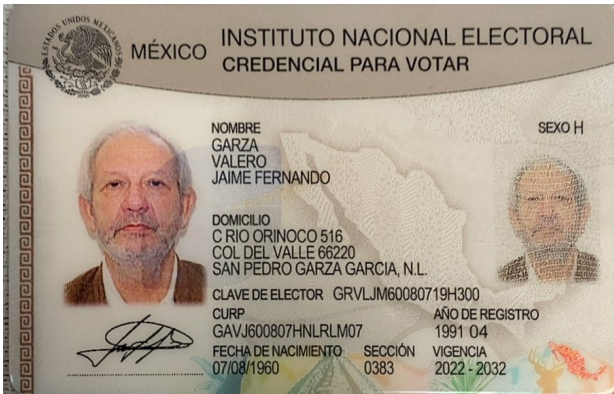 ESTADOS UNIDOS MEXICANOS
MÉXICO
INSTITUTO NACIONAL ELECTORAL
CREDENCIAL PARA VOTAR
NOMBRE
SEXO H
GARZA
VALERO
JAIME FERNANDO
DOMICILIO
C RIO ORINOCO 516
COL DEL VALLE 66220
SAN PEDRO GARZA GARCIA, N.L.
CLAVE DE ELECTOR GRVLJM60080719H300
CURP
AÑO DE REGISTRO
GAVJ600807HNLRLM07
1991 04
FECHA DE NACIMIENTO SECCIÓN VIGENCIA
07/08/1960 0383 2022 - 2032